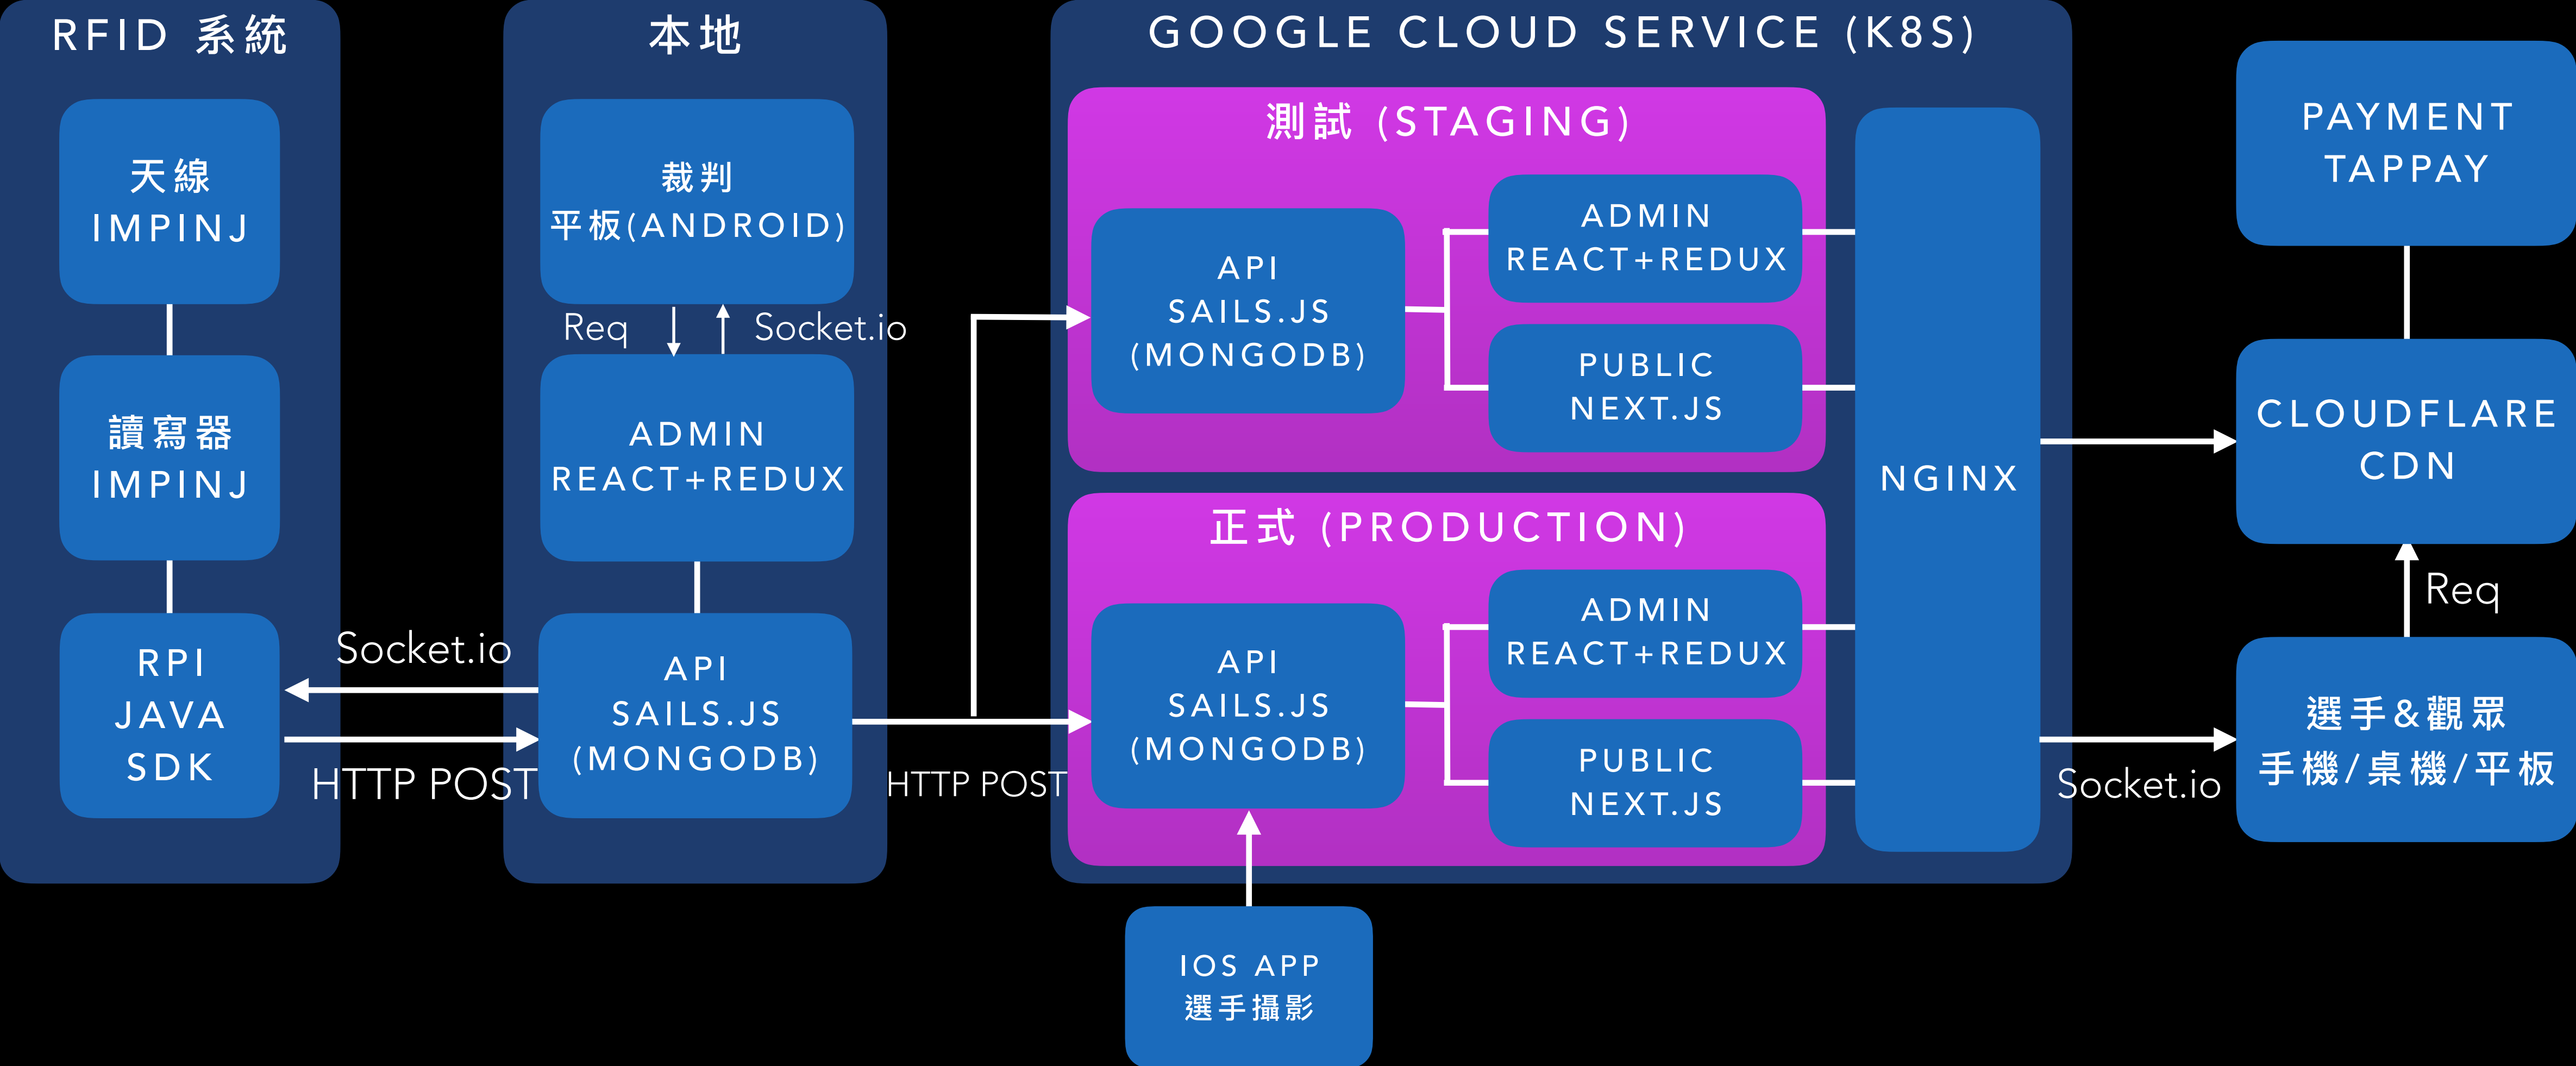 RFID 系統
天線
IMPINJ
讀寫器
IMPINJ
RPI
JAVA
SDK
Socket.io
HTTP POST
本地
裁判
平板(ANDROID)
Req
Socket.io
ADMIN
REACT+REDUX
API
SAILS.JS
(MONGODB)
HTTP POST
GOOGLE CLOUD SERVICE (K8S)
測試 (STAGING)
API
SAILS.JS
(MONGODB)
ADMIN
REACT+REDUX
PUBLIC
NEXT.JS
正式 (PRODUCTION)
API
SAILS.JS
(MONGODB)
ADMIN
REACT+REDUX
PUBLIC
NEXT.JS
NGINX
IOS APP
選手攝影
PAYMENT
TAPPAY
CLOUDFLARE
CDN
Req
選手&觀眾
手機/桌機/平板
Socket.io